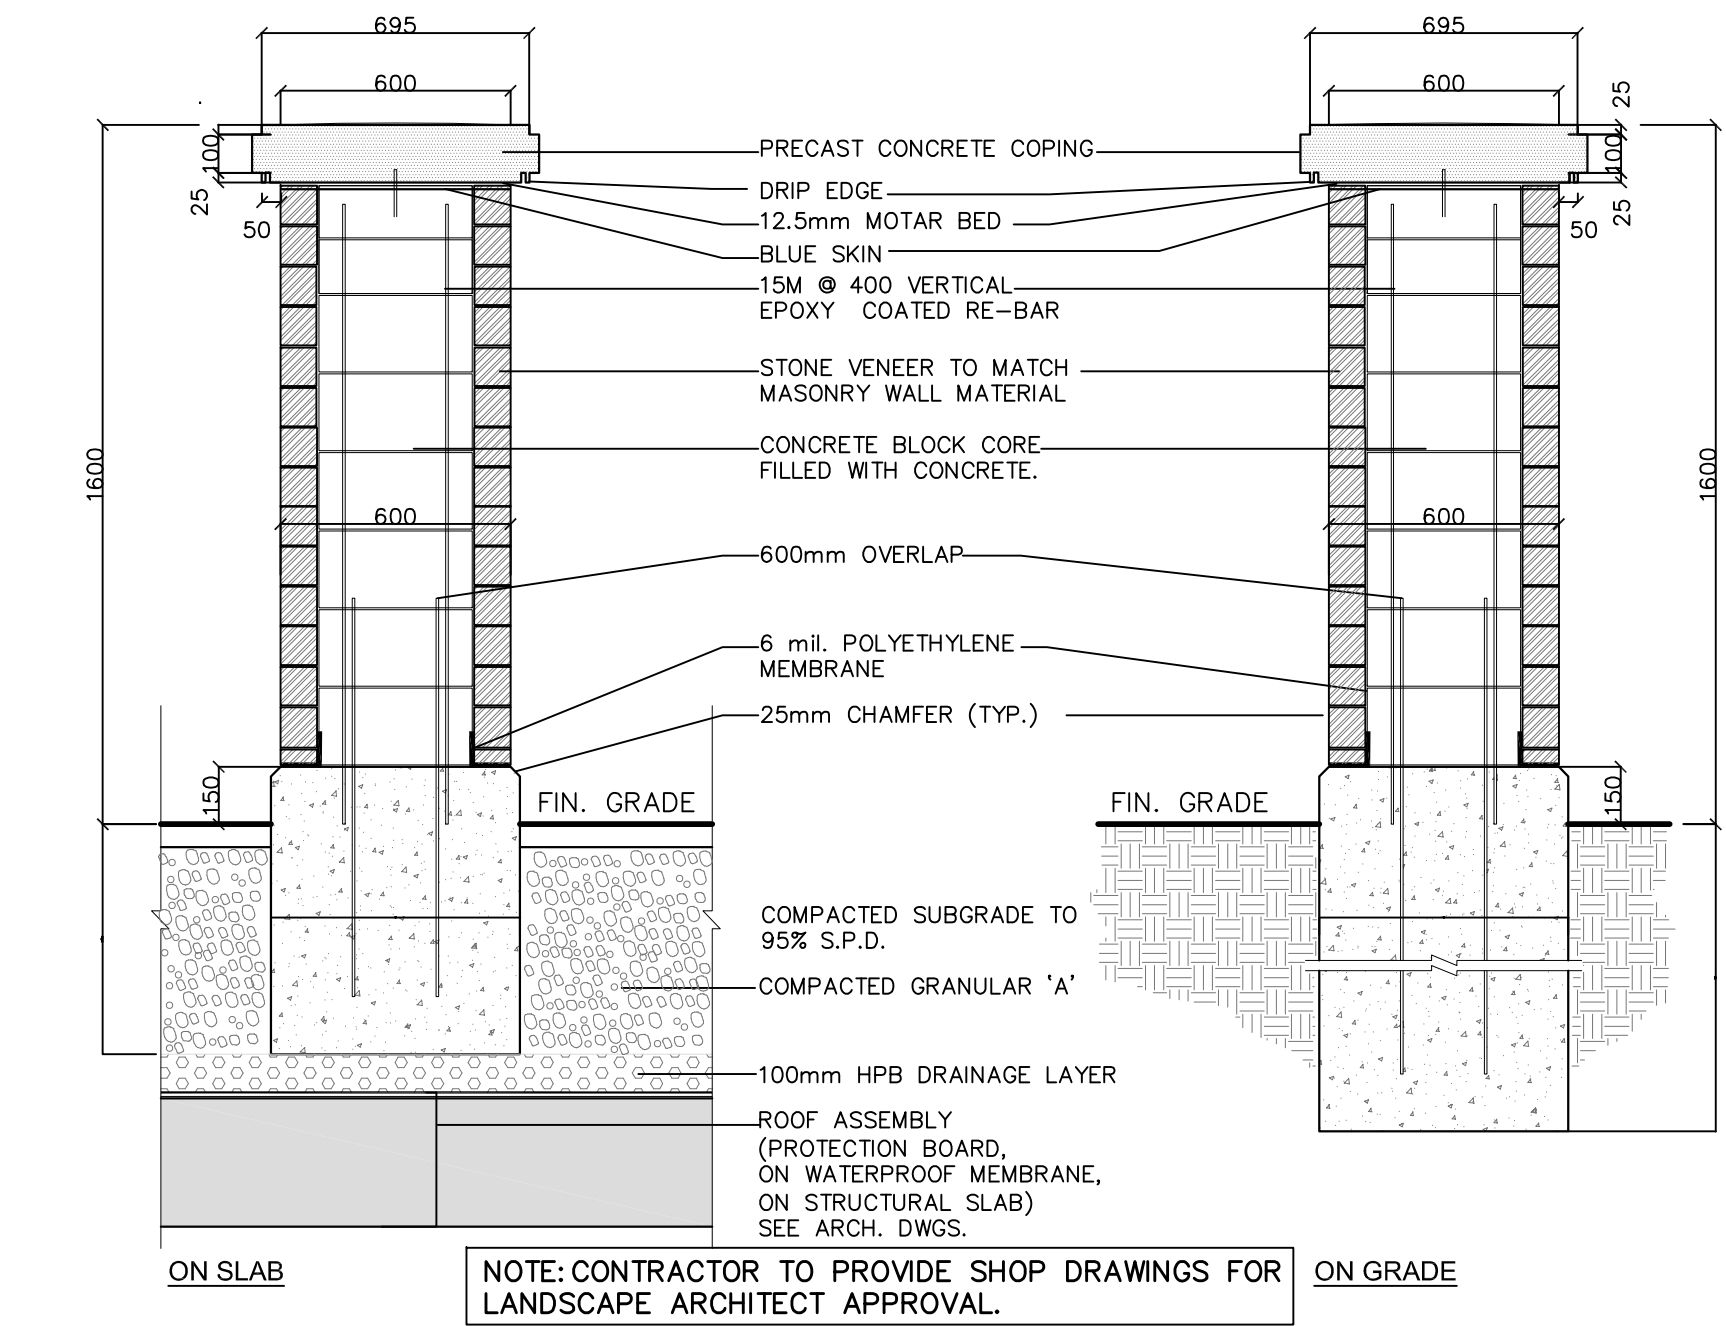 695
695
600
600
25
100
100
25
25
50
50
PRECAST CONCRETE COPING
DRIP EDGE
12.5mm MOTAR BED
BLUE SKIN
15M @ 400 VERTICAL
EPOXY COATED RE-BAR
STONE VENEER TO MATCH
MASONRY WALL MATERIAL
CONCRETE BLOCK CORE
FILLED WITH CONCRETE.
1600
1600
600
600
600mm OVERLAP
6 mil. POLYETHYLENE
MEMBRANE
25mm CHAMFER (TYP.)
150
150
FIN. GRADE
FIN. GRADE
COMPACTED SUBGRADE TO
95% S.P.D.
COMPACTED GRANULAR 'A'
100mm HPB DRAINAGE LAYER
ROOF ASSEMBLY
(PROTECTION BOARD,
ON WATERPROOF MEMBRANE,
ON STRUCTURAL SLAB)
SEE ARCH. DWGS.
ON SLAB
NOTE: CONTRACTOR TO PROVIDE SHOP DRAWINGS FOR
LANDSCAPE ARCHITECT APPROVAL.
ON GRADE